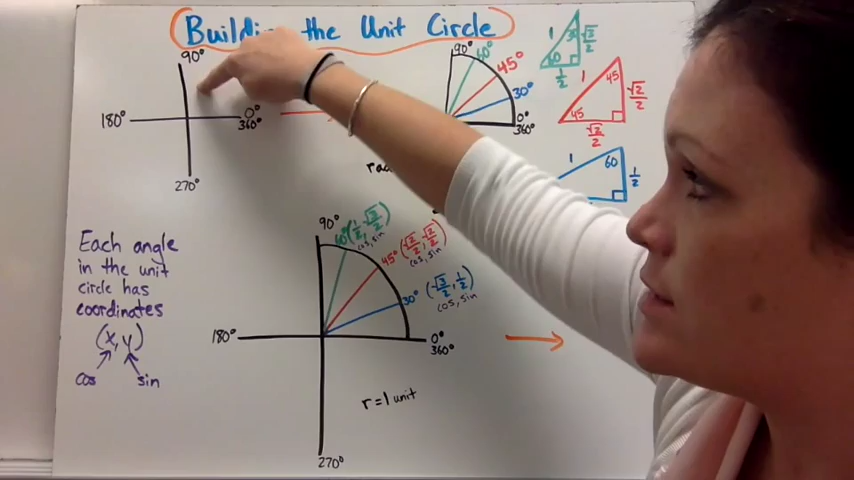 Building the Unit Circle
90°
180°
0°
360°
270°
90°
60°
45°
30°
0°
360°
1
30
√2/2
60
1/2
1
45
√2/2
45
√2/2
1
60
1/2
Each angle
in the unit
circle has
coordinates
(x,y)
cos sin
90°
60° (1/2, √3/2)
cos, sin
45° (√2/2, √2/2)
cos, sin
30° (√3/2, 1/2)
cos, sin
180°
0°
360°
r=1 unit
270°